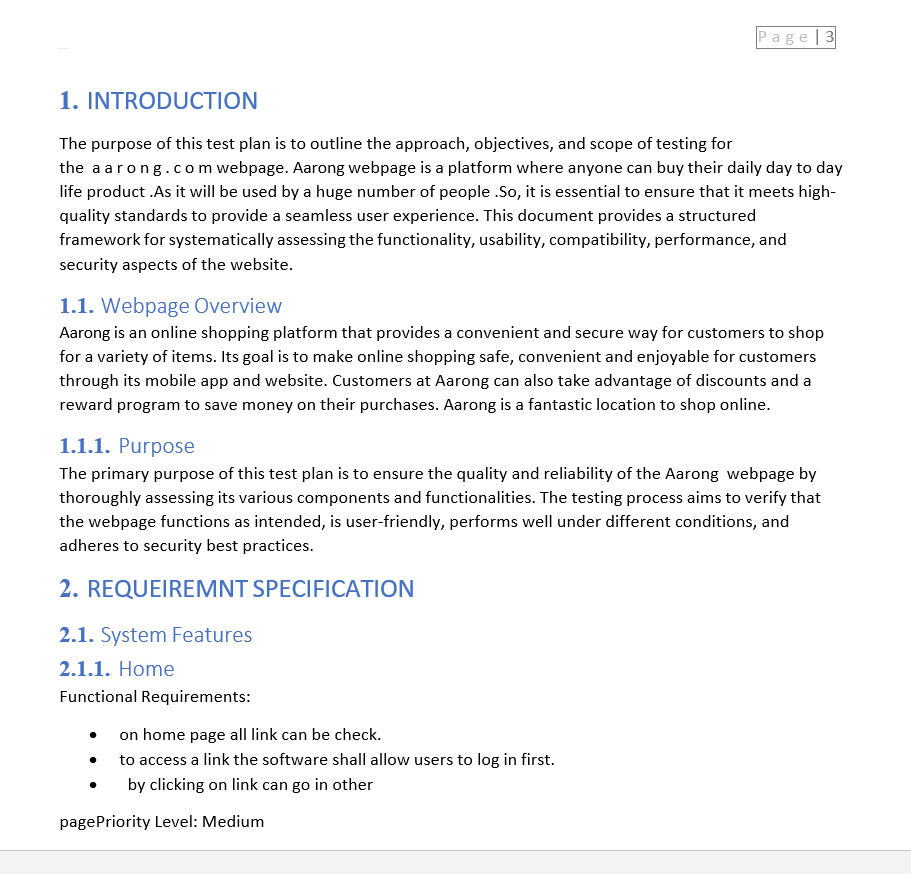 Page | 3
1. INTRODUCTION
The purpose of this test plan is to outline the approach, objectives, and scope of testing for
the a a r o n g . c o m webpage. Aarong webpage is a platform where anyone can buy their daily day to day
life product .As it will be used by a huge number of people .So, it is essential to ensure that it meets high-
quality standards to provide a seamless user experience. This document provides a structured
framework for systematically assessing the functionality, usability, compatibility, performance, and
security aspects of the website.
1.1. Webpage Overview
Aarong is an online shopping platform that provides a convenient and secure way for customers to shop
for a variety of items. Its goal is to make online shopping safe, convenient and enjoyable for customers
through its mobile app and website. Customers at Aarong can also take advantage of discounts and a
reward program to save money on their purchases. Aarong is a fantastic location to shop online.
1.1.1. Purpose
The primary purpose of this test plan is to ensure the quality and reliability of the Aarong webpage by
thoroughly assessing its various components and functionalities. The testing process aims to verify that
the webpage functions as intended, is user-friendly, performs well under different conditions, and
adheres to security best practices.
2. REQUEIREMNT SPECIFICATION
2.1. System Features
2.1.1. Home
Functional Requirements:
• on home page all link can be check.
• to access a link the software shall allow users to log in first.
• by clicking on link can go in other
pagePriority Level: Medium